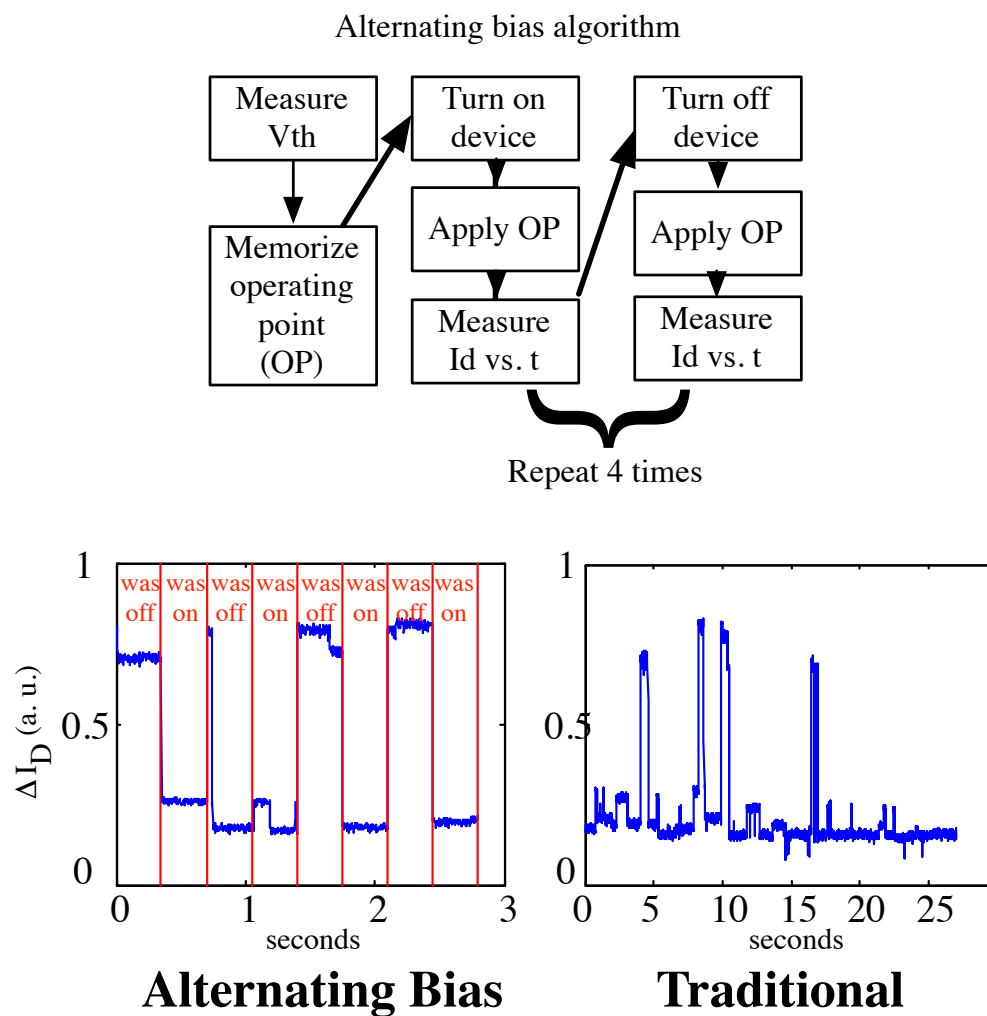 Alternating bias algorithm
Measure
Vth
Memorize
operating
point
(OP)
Turn on
device
Apply OP
Measure
Id vs. t
Turn off
device
Apply OP
Measure
Id vs. t
Repeat 4 times
1
0.5
0
Δ I_D (a. u.)
was off
was on
was off
was on
was off
was on
was off
was on
0 1 2 3
seconds
Alternating Bias
1
0.5
0
0 5 10 15 20 25
seconds
Traditional